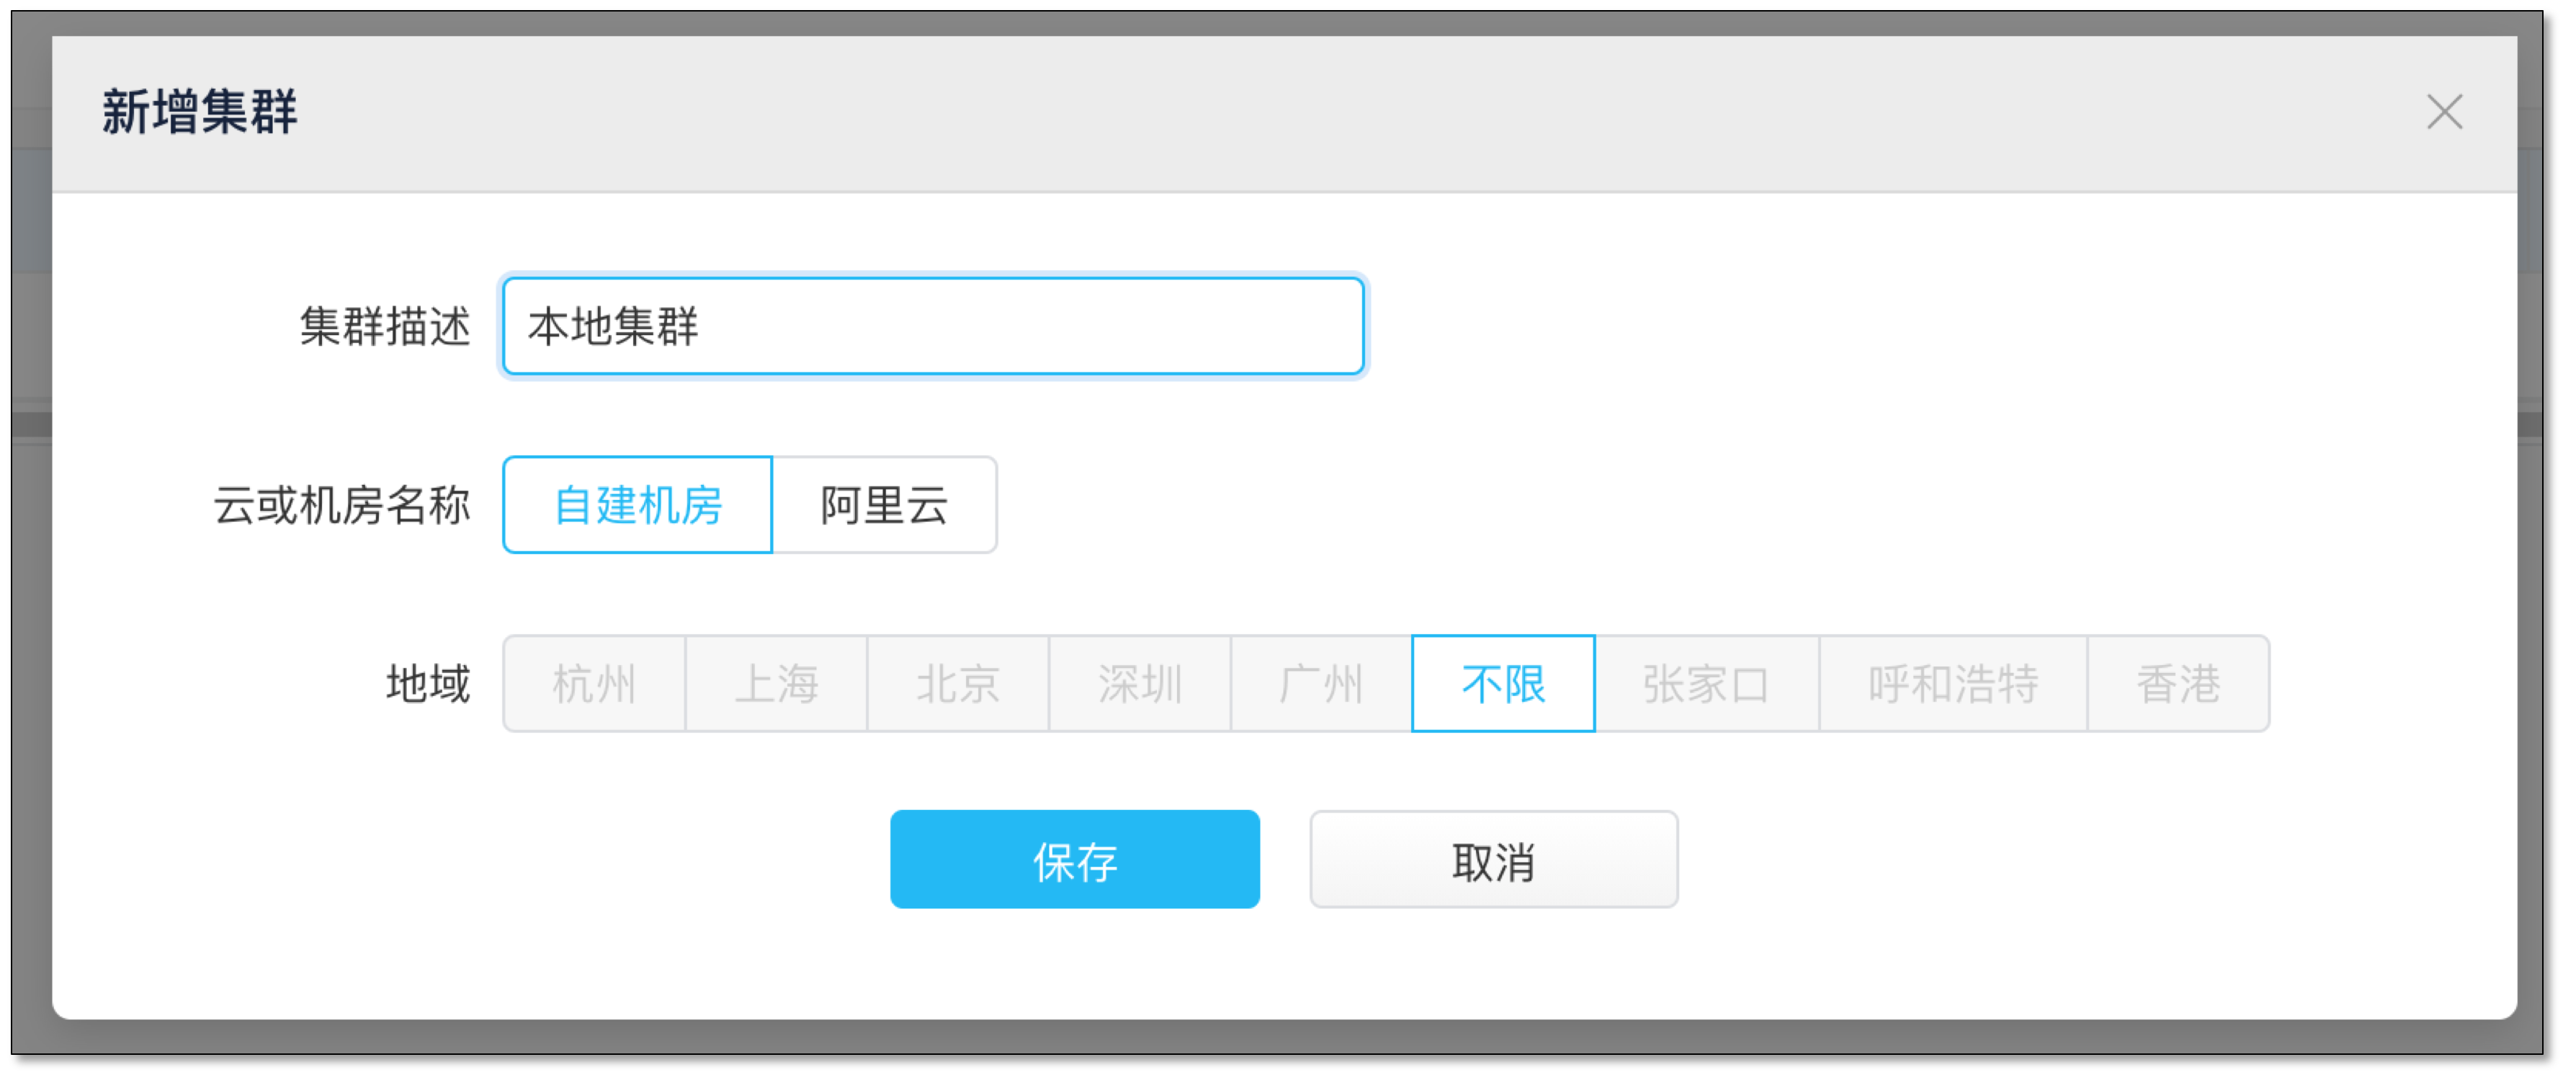 新增集群
集群描述 本地集群
云或机房名称 自建机房 阿里云
地域 杭州 上海 北京 深圳 广州 不限 张家口 呼和浩特 香港
保存 取消